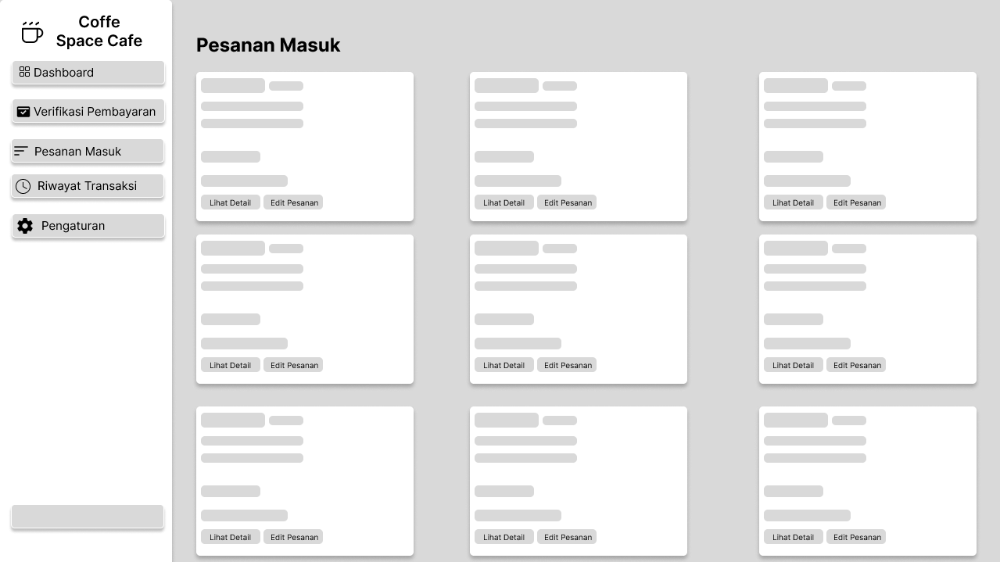 Coffe
Space Cafe
Dashboard
Verifikasi Pembayaran
Pesanan Masuk
Riwayat Transaksi
Pengaturan
Pesanan Masuk
Lihat Detail Edit Pesanan Lihat Detail Edit Pesanan Lihat Detail Edit Pesanan
Lihat Detail Edit Pesanan Lihat Detail Edit Pesanan Lihat Detail Edit Pesanan
Lihat Detail Edit Pesanan Lihat Detail Edit Pesanan Lihat Detail Edit Pesanan